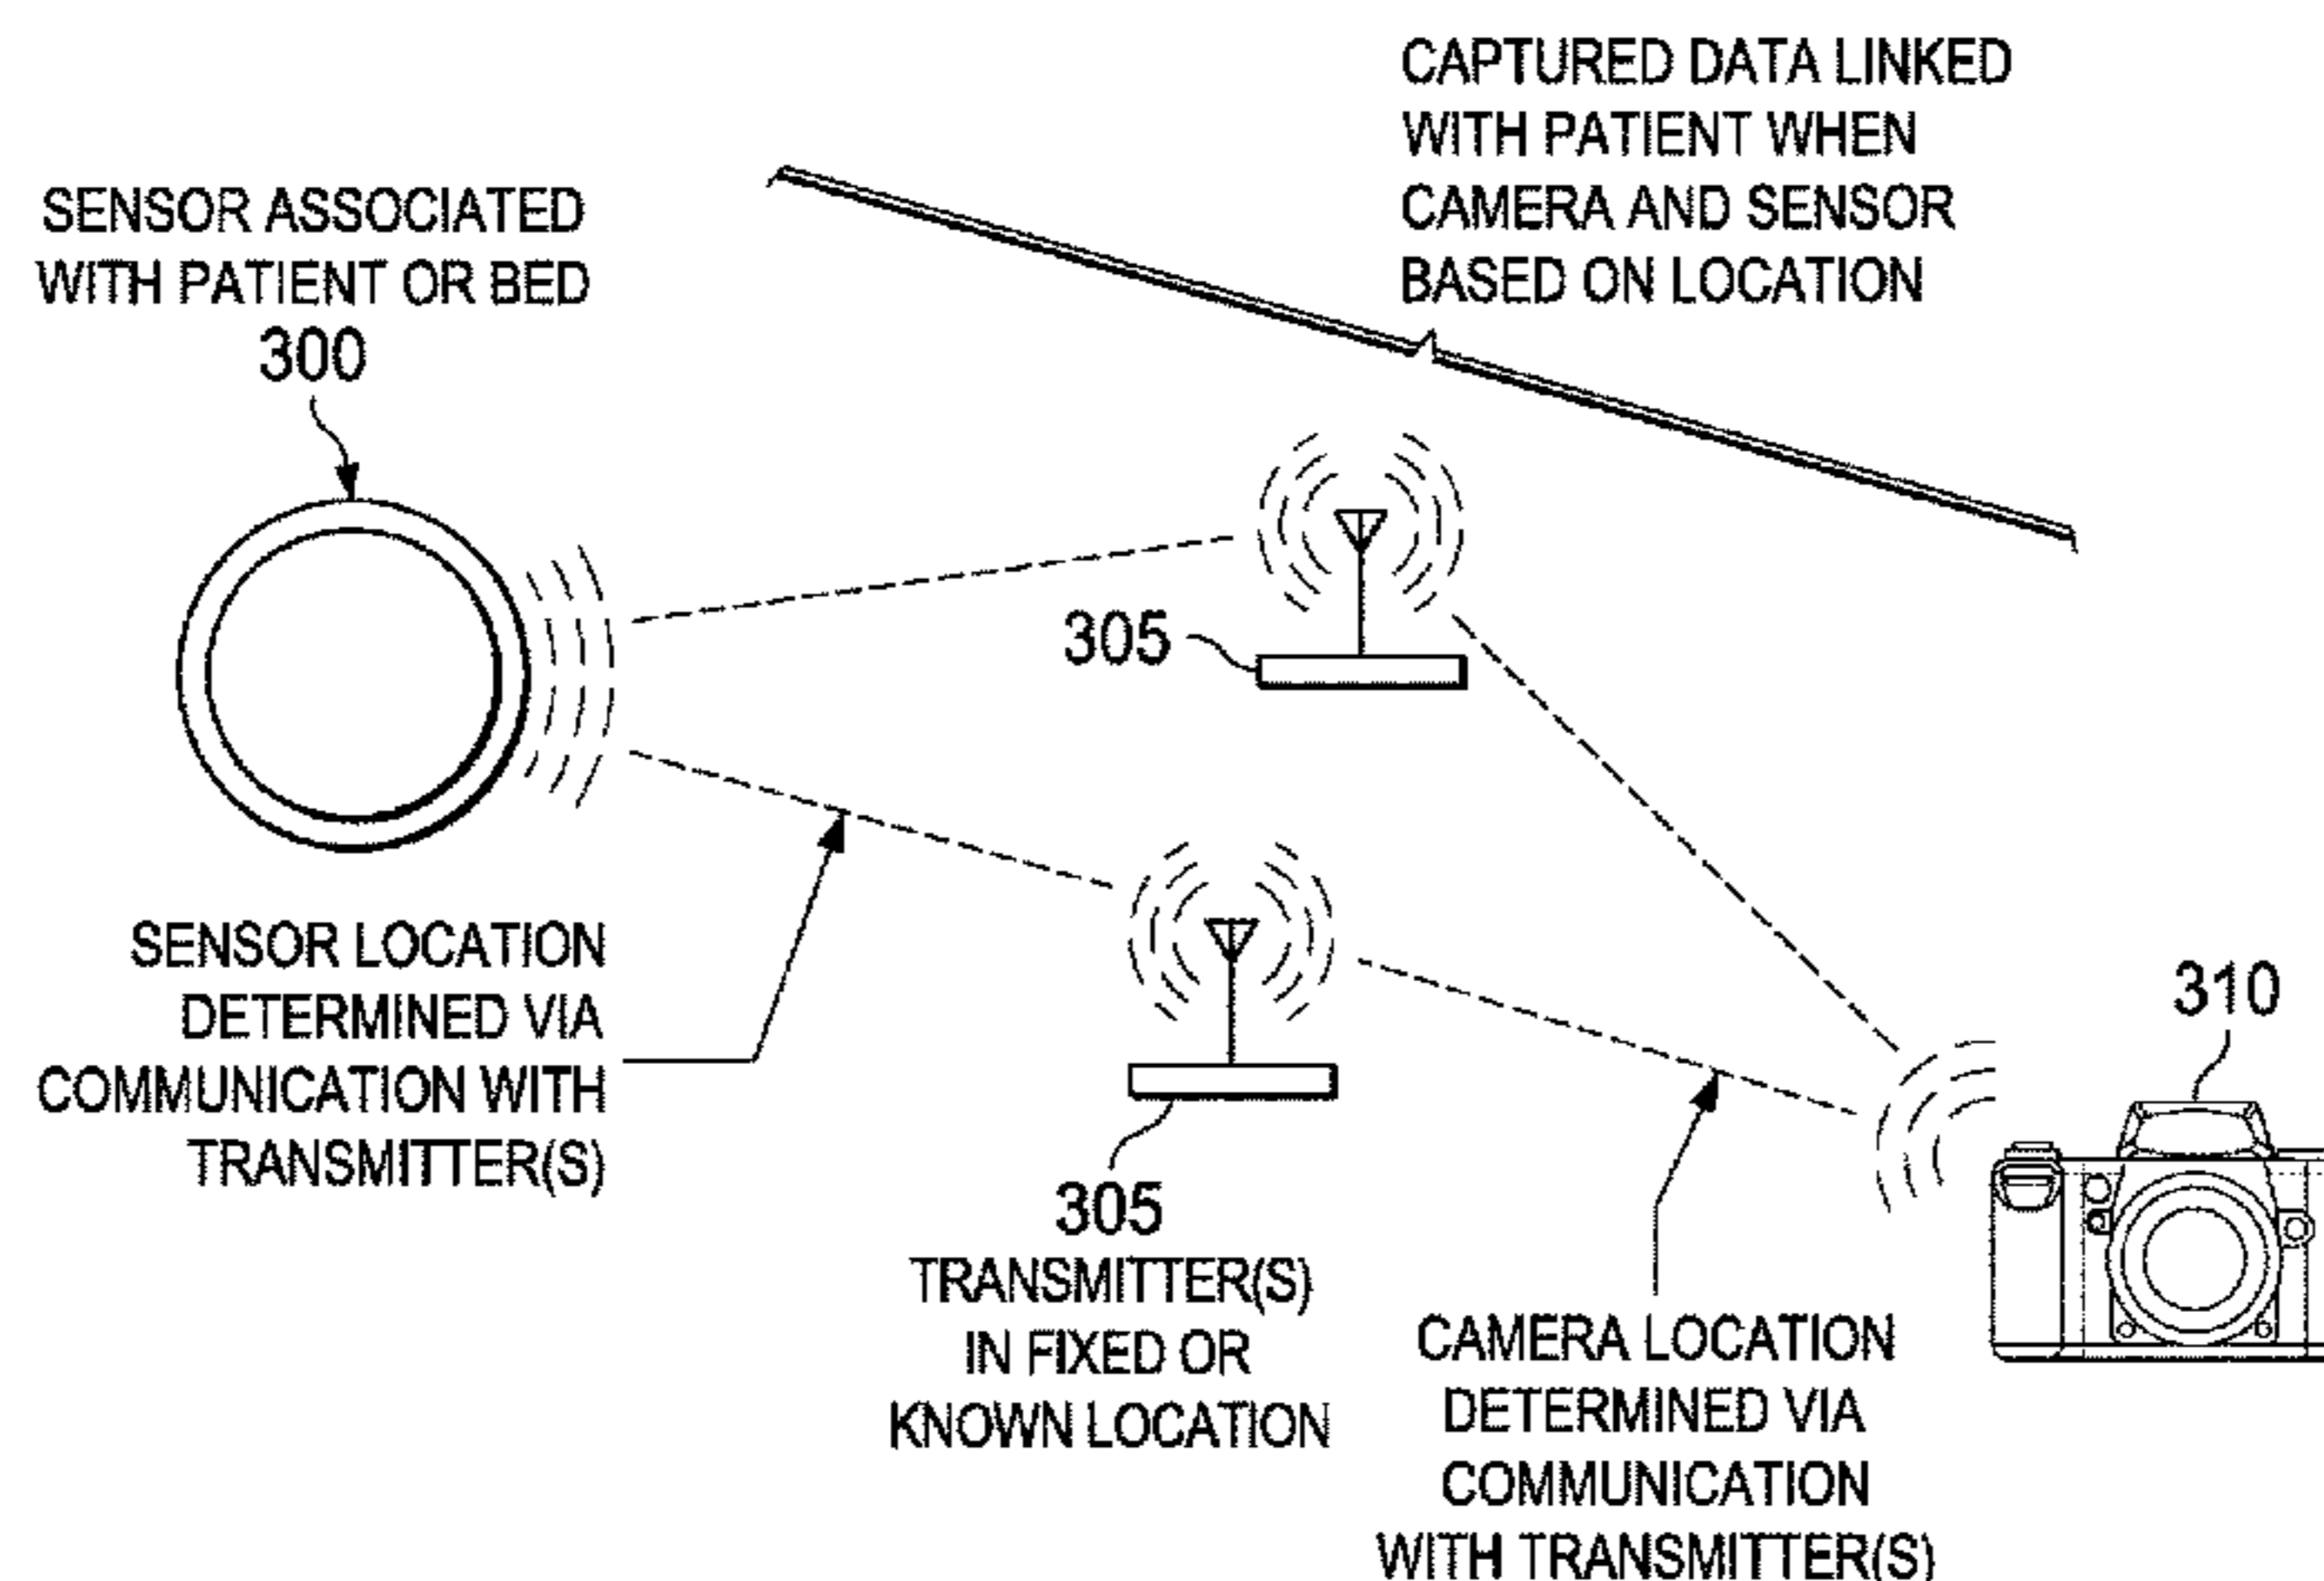 CAPTURED DATA LINKED
WITH PATIENT WHEN
CAMERA AND SENSOR
BASED ON LOCATION
SENSOR ASSOCIATED
WITH PATIENT OR BED
300
305
SENSOR LOCATION
DETERMINED VIA
COMMUNICATION WITH
TRANSMITTER(S)
305
TRANSMITTER(S)
IN FIXED OR
KNOWN LOCATION
310
CAMERA LOCATION
DETERMINED VIA
COMMUNICATION
WITH TRANSMITTER(S)